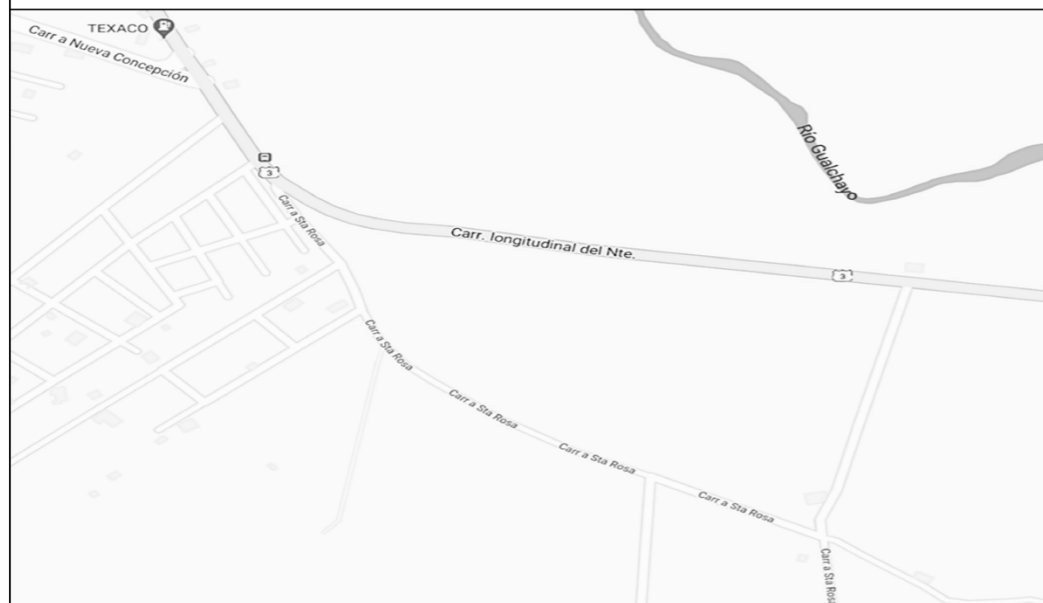 TEXACO
Carr a Nueva Concepción
Río Gualchayo
3
Carr a Sta Rosa
Carr. longitudinal del Nte.
3
Carr a Sta Rosa
Carr a Sta Rosa
Carr a Sta Rosa
Carr a Sta Rosa
Carr a Sta Rosa